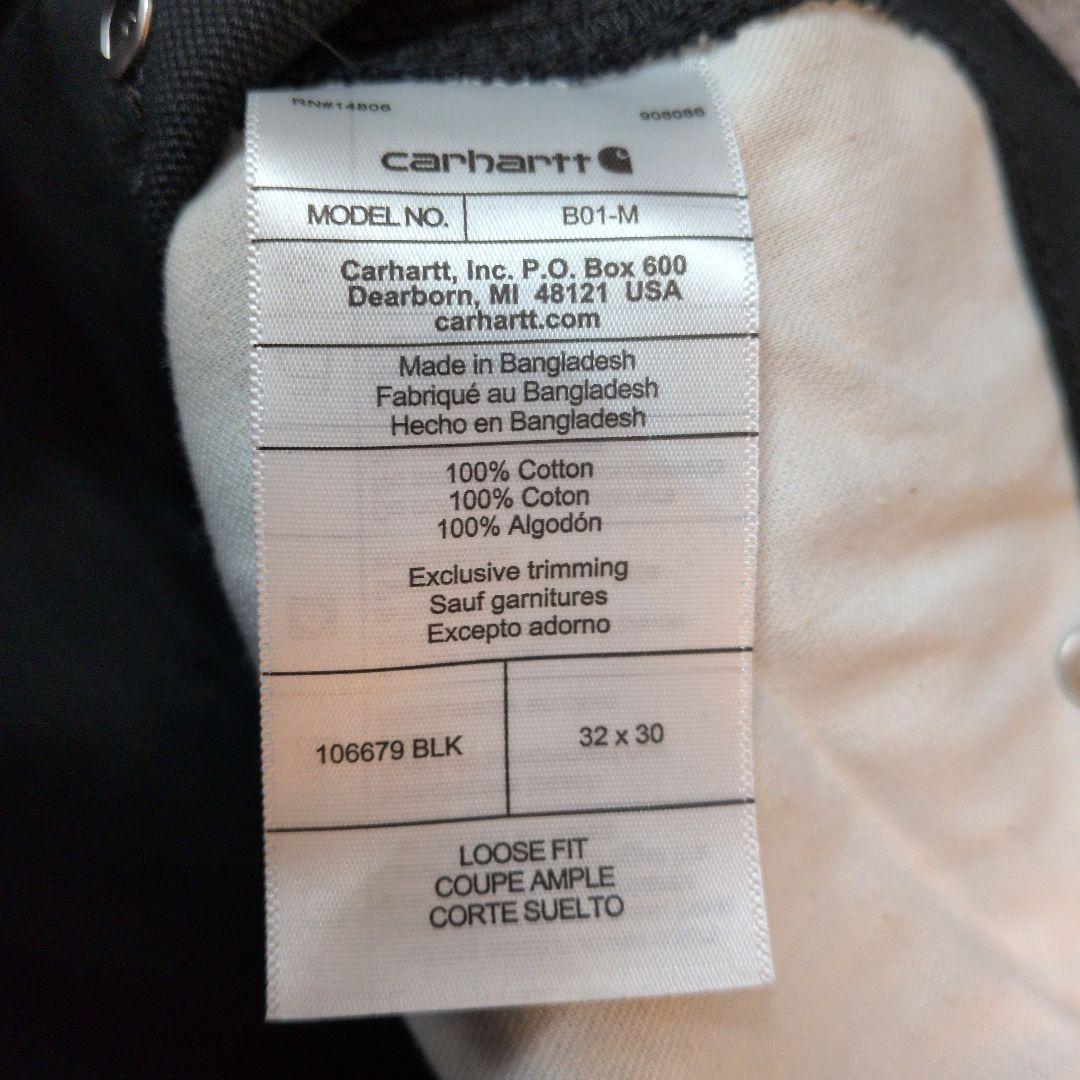 RN#14806 908086
carhartt
MODEL NO. B01-M
Carhartt, Inc. P.O. Box 600
Dearborn, MI 48121 USA
carhartt.com
Made in Bangladesh
Fabriqué au Bangladesh
Hecho en Bangladesh
100% Cotton
100% Coton
100% Algodón
Exclusive trimming
Sauf garnitures
Excepto adorno
106679 BLK 32 x 30
LOOSE FIT
COUPE AMPLE
CORTE SUELTO